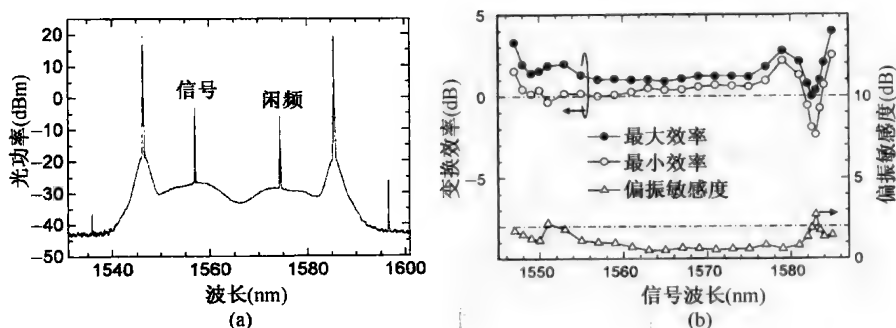 光功率(dBm)
20
10
0
−10
−20
−30
−40
−50
信号
闲频
1540
1560
1580
1600
波长(nm)
(a)
变换效率(dB)
5
0
−5
最大效率
最小效率
偏振敏感度
10
5
0
偏振敏感度(dB)
1550
1560
1570
1580
信号波长(nm)
(b)